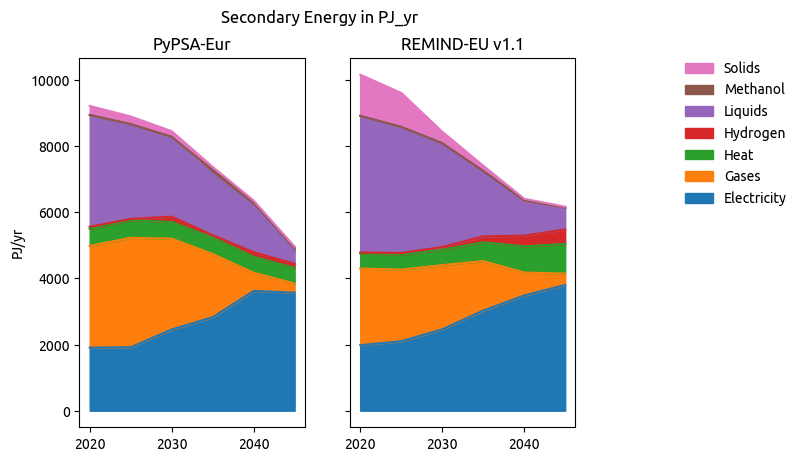 Secondary Energy in PJ_yr
PyPSA-Eur
REMIND-EU v1.1
PJ/yr
10000
8000
6000
4000
2000
0
2020
2030
2040
2020
2030
2040
Solids
Methanol
Liquids
Hydrogen
Heat
Gases
Electricity